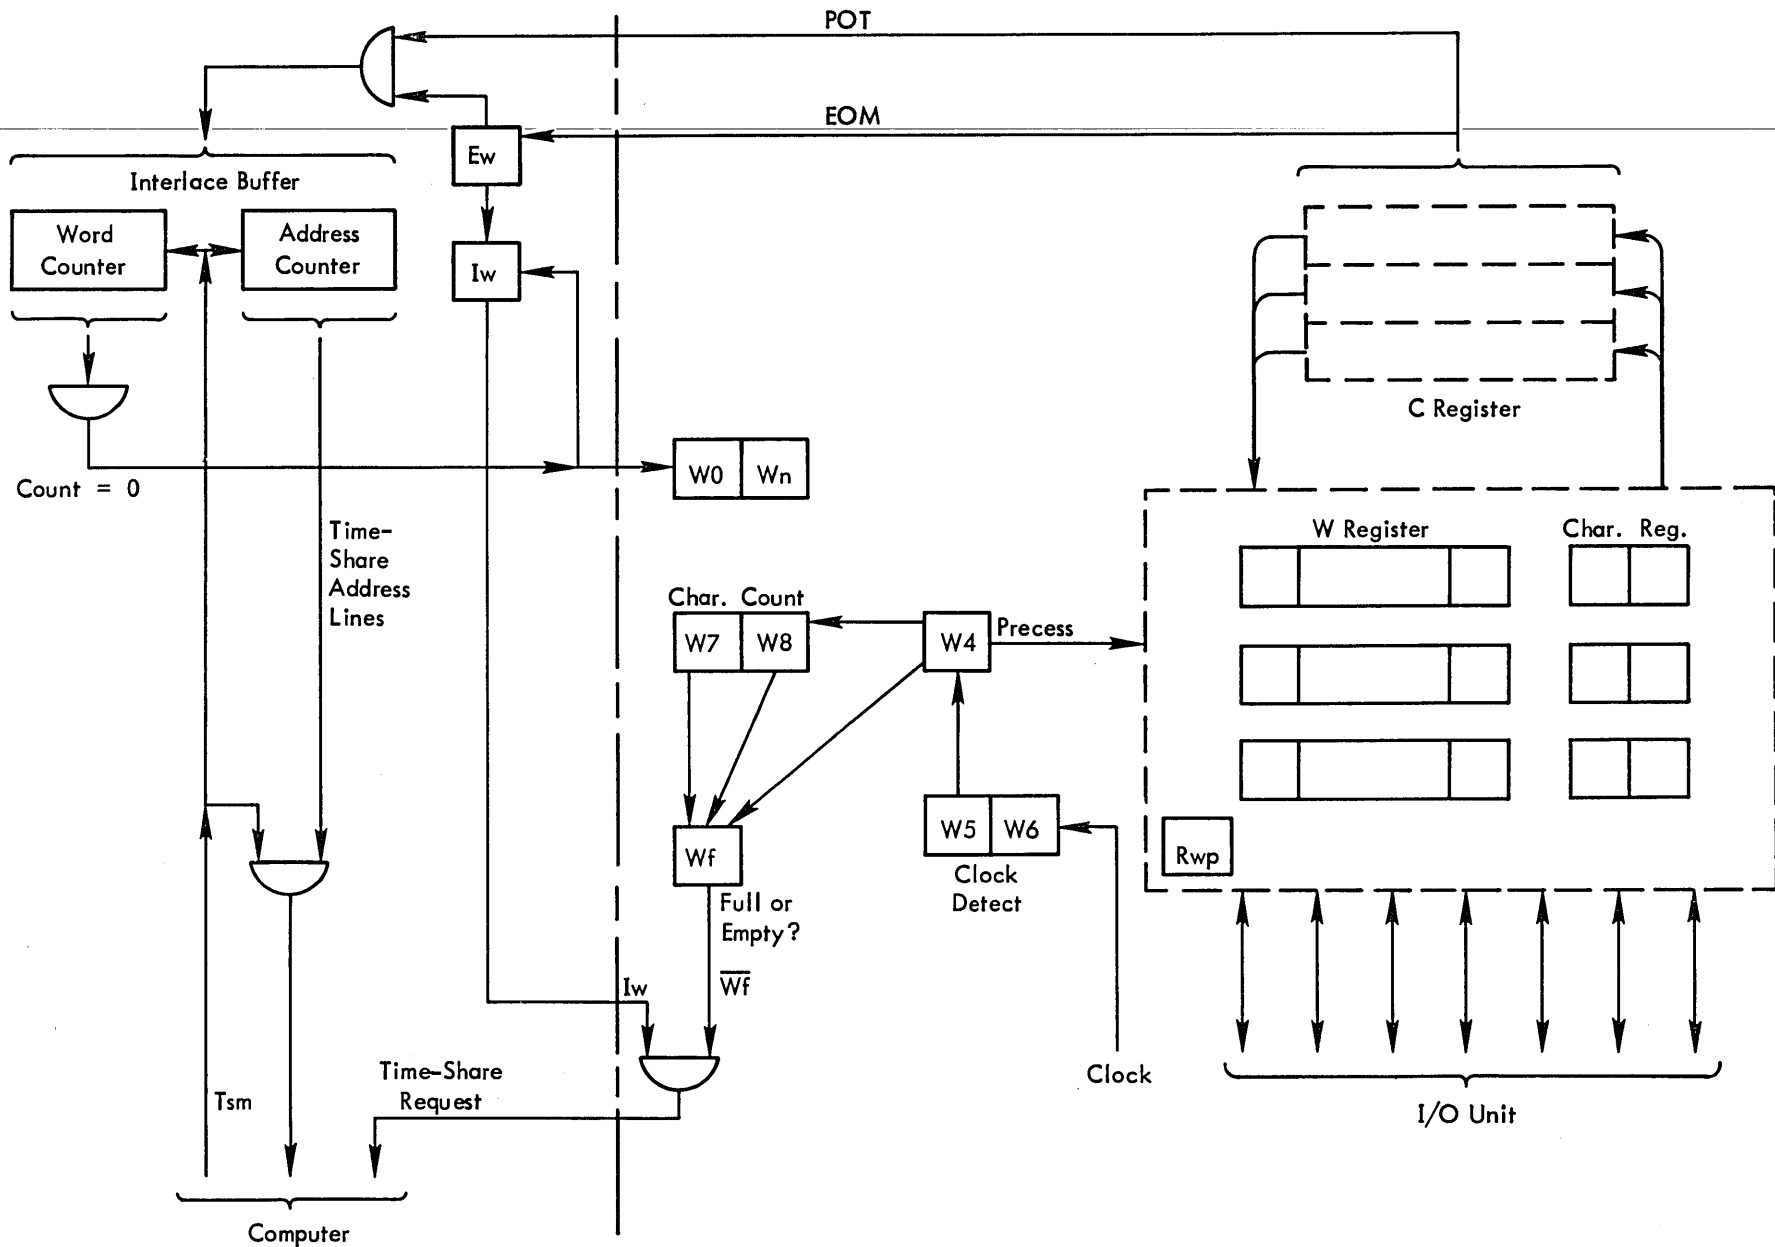 POT
EOM
Ew
Interlace Buffer
Word
Counter
Address
Counter
Iw
C Register
Count = 0
W0 Wn
Time-
Share
Address
Lines
W Register
Char. Reg.
Char. Count
W7 W8
W4
Precess
W5 W6
Clock
Detect
Wf
Full or
Empty?
Rwp
Iw
W̅f̅
Time-Share
Request
Tsm
Clock
I/O Unit
Computer